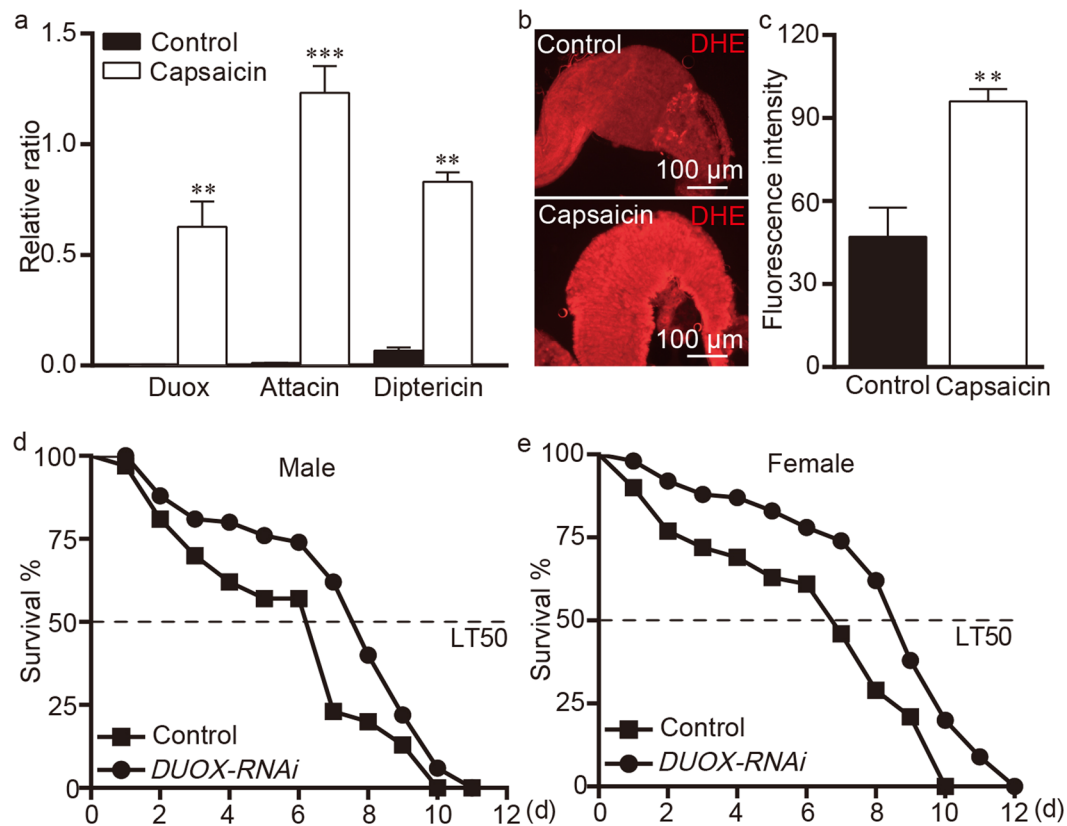 a
1.5
1.0
0.5
0.0
Relative ratio
Control
Capsaicin
**
***
**
Duox
Attacin
Diptericin
b
Control
DHE
100 μm
Capsaicin
DHE
100 μm
c
120
90
60
30
0
Fluorescence intensity
**
Control
Capsaicin
d
100
75
50
25
0
Survival %
Male
LT50
Control
DUOX-RNAi
0
2
4
6
8
10
12
(d)
e
100
75
50
25
0
Survival %
Female
LT50
Control
DUOX-RNAi
0
2
4
6
8
10
12
(d)